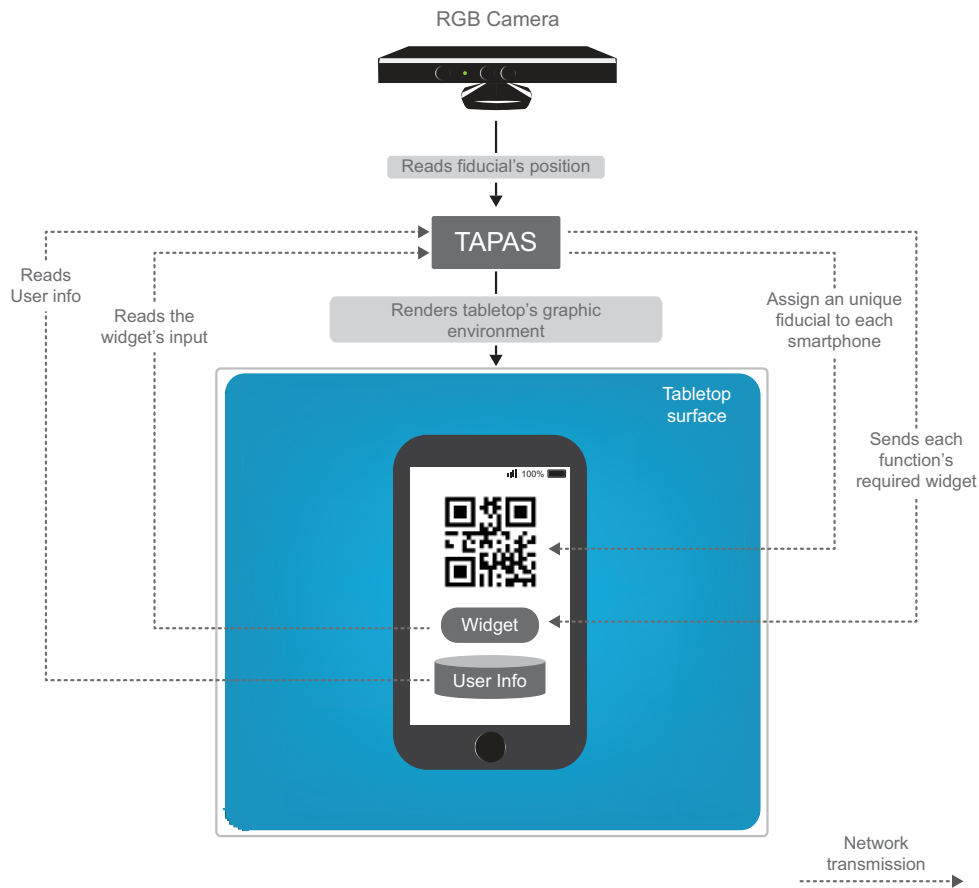 RGB Camera
Reads fiducial's position
TAPAS
Reads
User info
Reads the
widget's input
Renders tabletop's graphic
environment
Assign an unique
fiducial to each
smartphone
Tabletop
surface
Sends each
function's
required widget
100%
Widget
User Info
Network
transmission